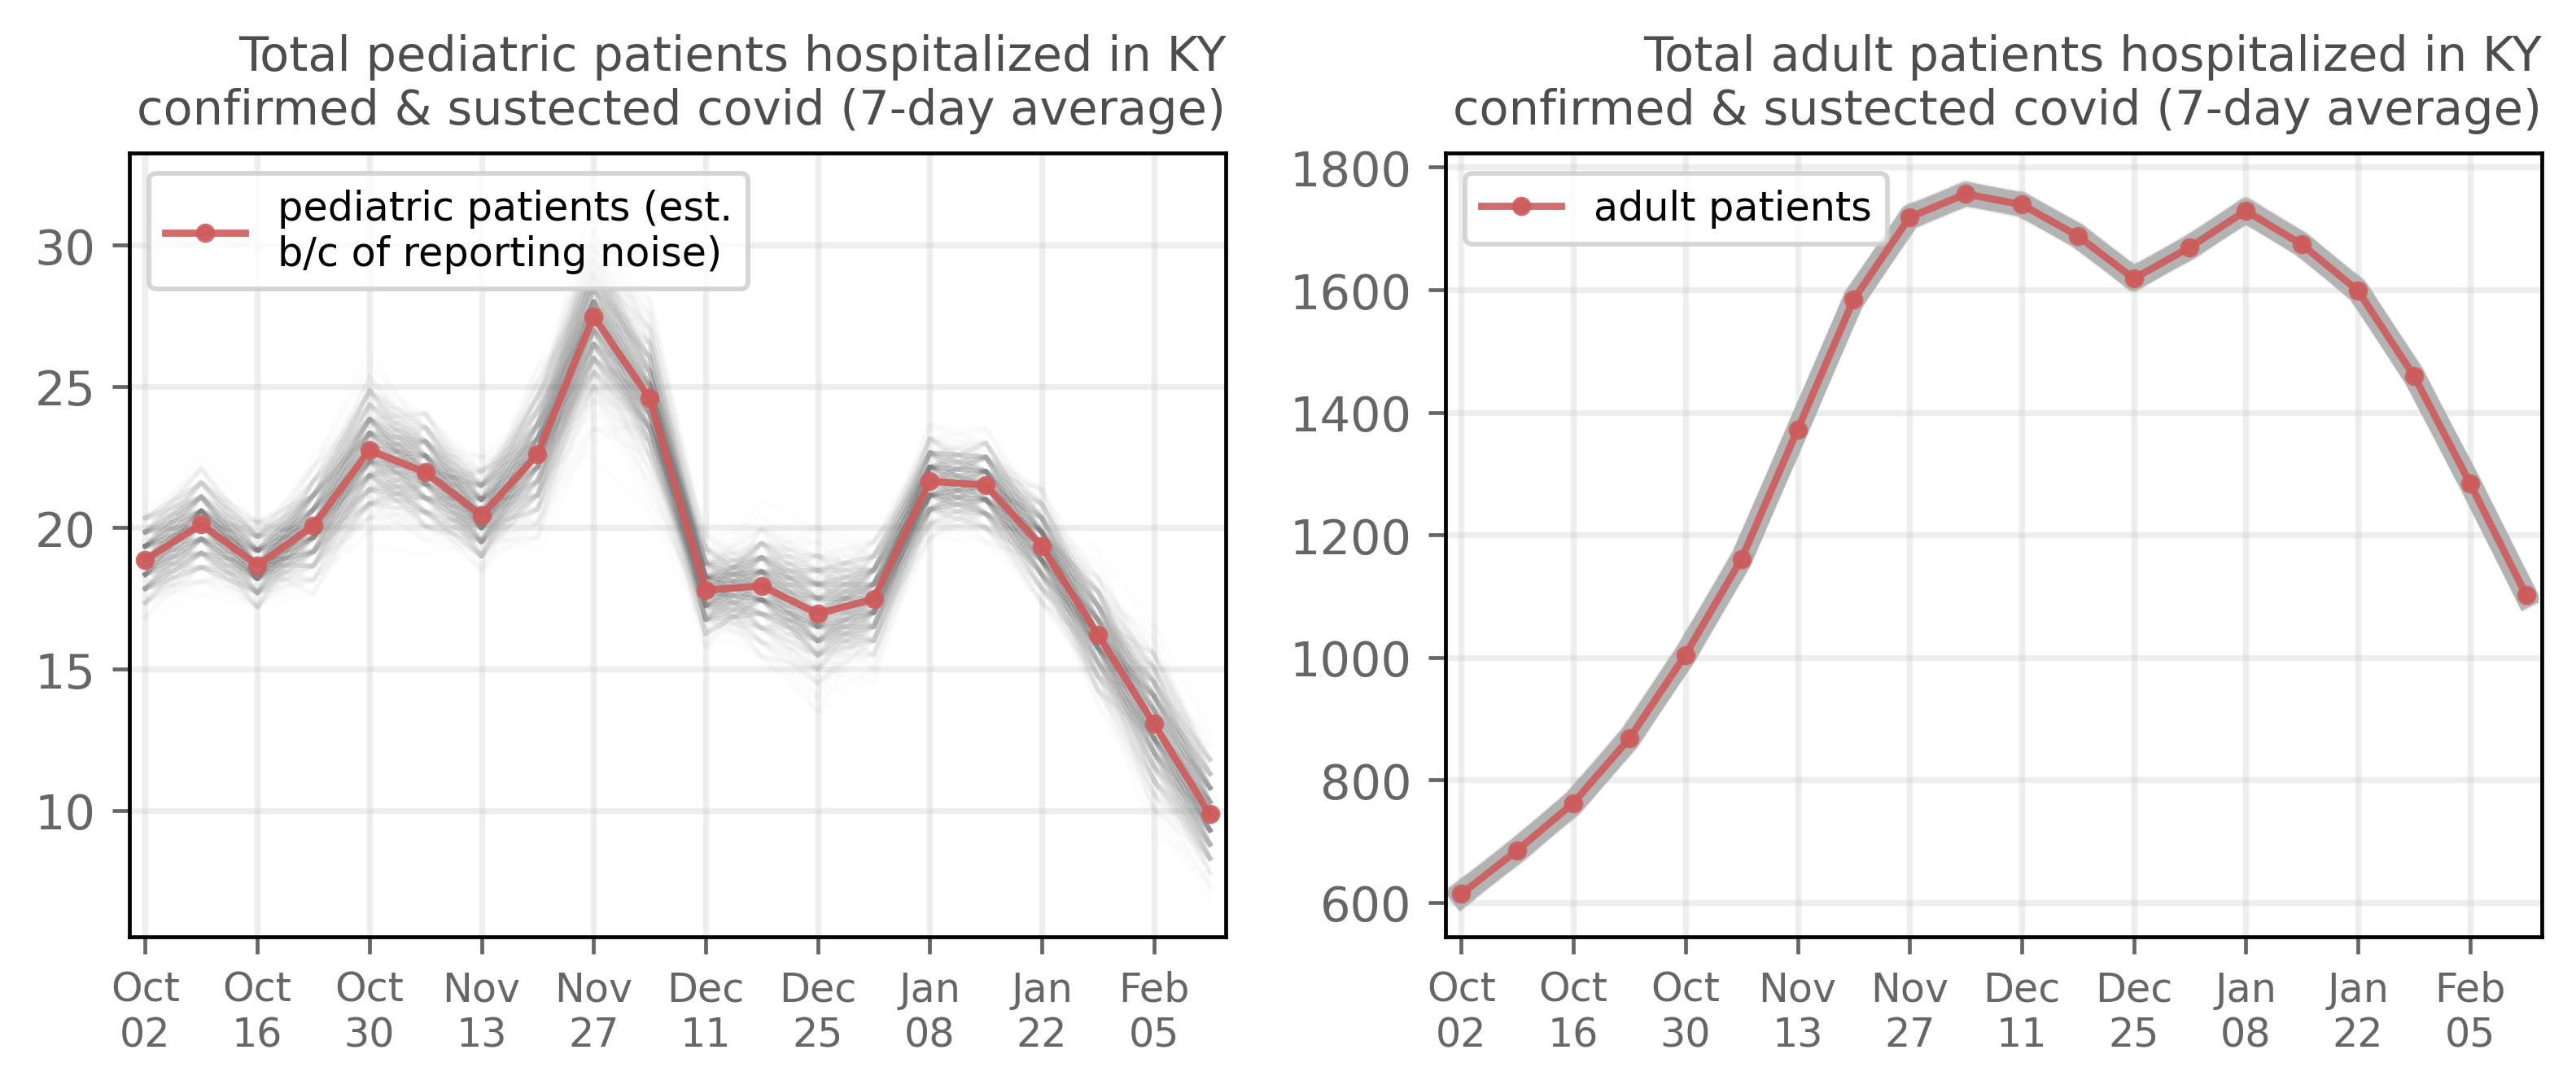 Total pediatric patients hospitalized in KY
confirmed & sustected covid (7-day average)
pediatric patients (est.
b/c of reporting noise)
30
25
20
15
10
Oct Oct Oct Nov Nov Dec Dec Jan Jan Feb
02 16 30 13 27 11 25 08 22 05
Total adult patients hospitalized in KY
confirmed & sustected covid (7-day average)
adult patients
1800
1600
1400
1200
1000
800
600
Oct Oct Oct Nov Nov Dec Dec Jan Jan Feb
02 16 30 13 27 11 25 08 22 05